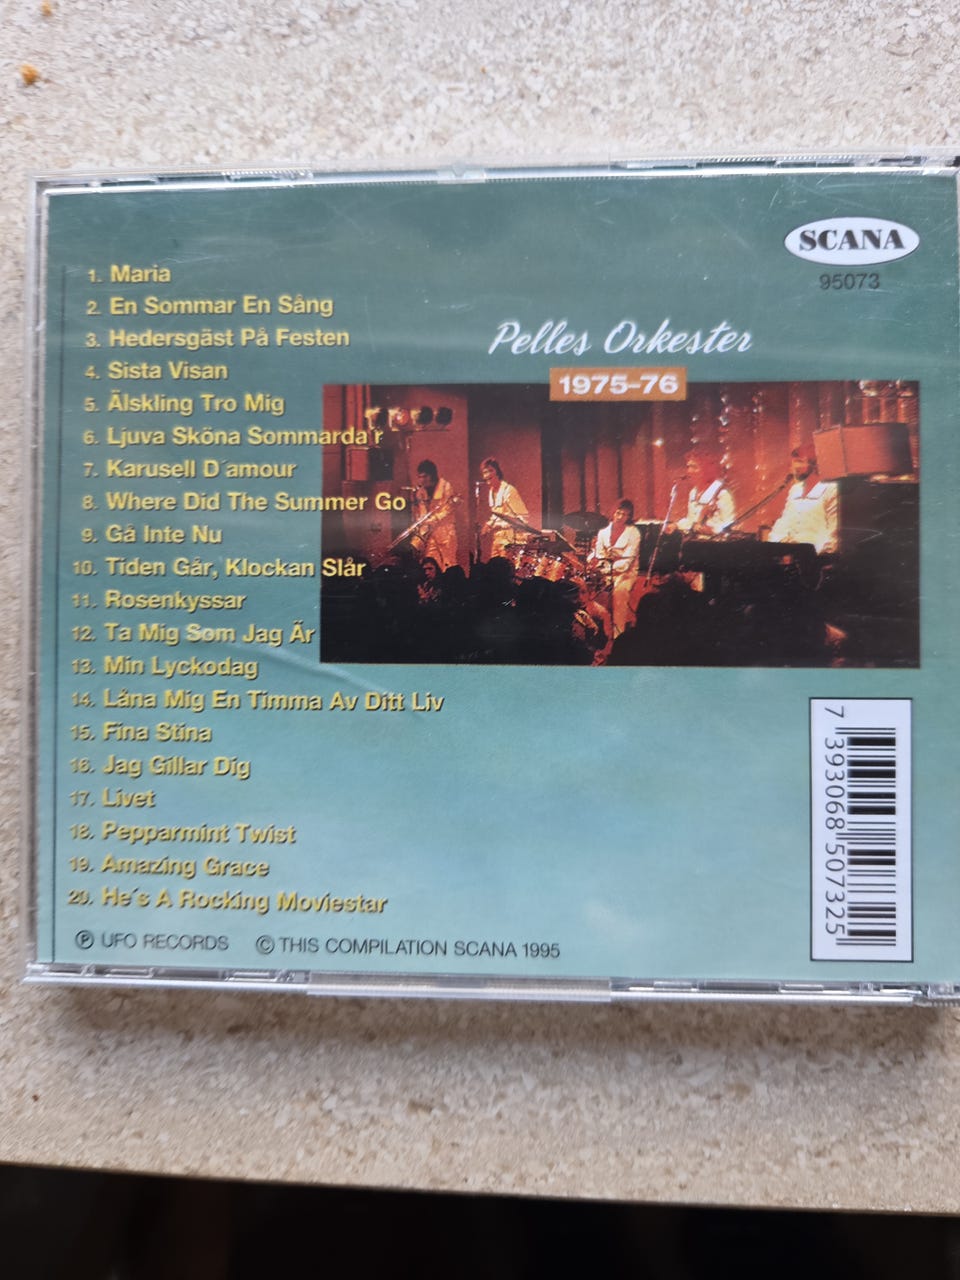 SCANA
95073
Pelles Orkester
1975-76
1. Maria
2. En Sommar En Sång
3. Hedersgäst På Festen
4. Sista Visan
5. Älskling Tro Mig
6. Ljuva Sköna Sommarda´r
7. Karusell D´amour
8. Where Did The Summer Go
9. Gå Inte Nu
10. Tiden Går, Klockan Slår
11. Rosenkyssar
12. Ta Mig Som Jag Är
13. Min Lyckodag
14. Låna Mig En Timma Av Ditt Liv
15. Fina Stina
16. Jag Gillar Dig
17. Livet
18. Pepparmint Twist
19. Amazing Grace
20. He´s A Rocking Moviestar
Ⓟ UFO RECORDS © THIS COMPILATION SCANA 1995
7 393068 507325